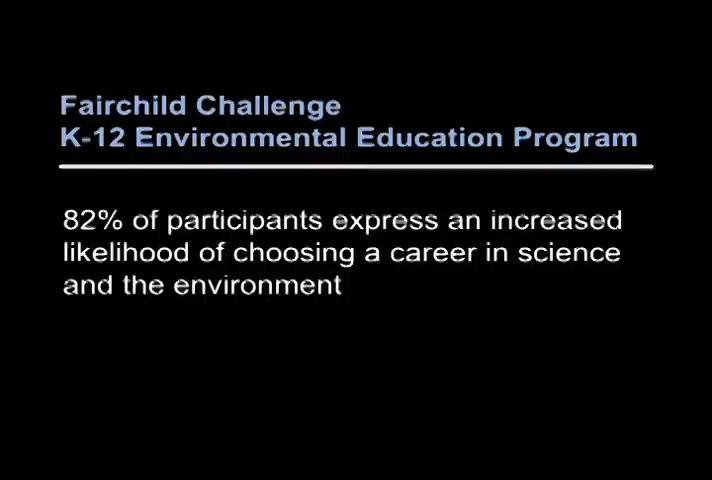 Fairchild Challenge
K-12 Environmental Education Program
82% of participants express an increased
likelihood of choosing a career in science
and the environment